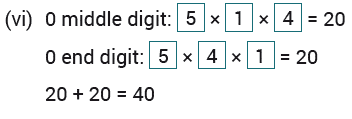 (vi) 0 middle digit: 5 × 1 × 4 = 20
0 end digit: 5 × 4 × 1 = 20
20 + 20 = 40